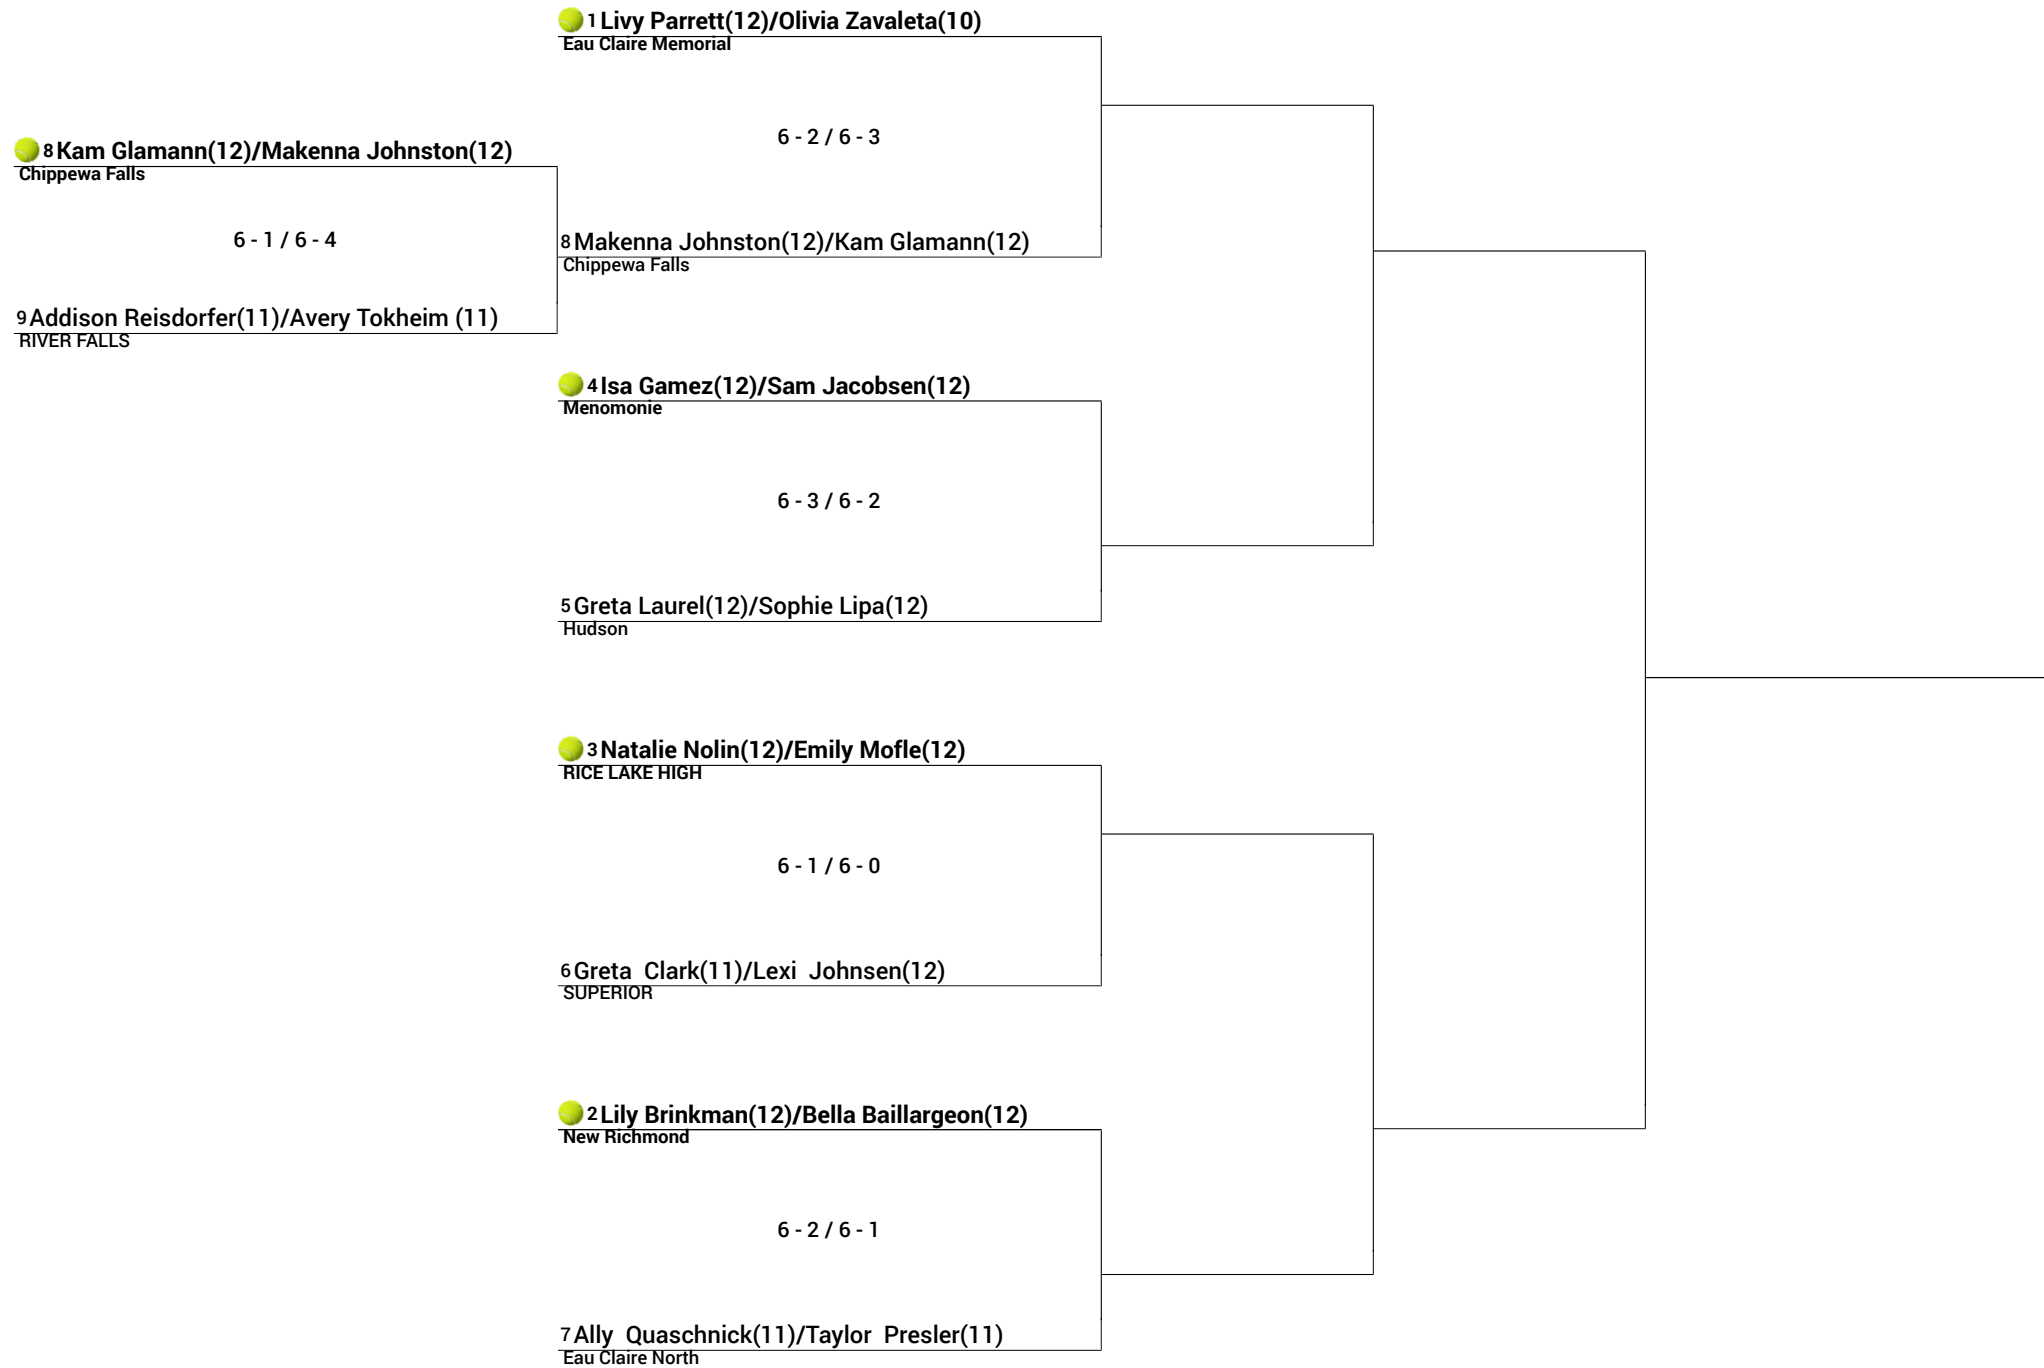 1 Livy Parrett(12)/Olivia Zavaleta(10)
Eau Claire Memorial
6 - 2 / 6 - 3
8 Kam Glamann(12)/Makenna Johnston(12)
Chippewa Falls
6 - 1 / 6 - 4
8 Makenna Johnston(12)/Kam Glamann(12)
Chippewa Falls
9 Addison Reisdorfer(11)/Avery Tokheim (11)
RIVER FALLS
4 Isa Gamez(12)/Sam Jacobsen(12)
Menomonie
6 - 3 / 6 - 2
5 Greta Laurel(12)/Sophie Lipa(12)
Hudson
3 Natalie Nolin(12)/Emily Mofle(12)
RICE LAKE HIGH
6 - 1 / 6 - 0
6 Greta  Clark(11)/Lexi  Johnsen(12)
SUPERIOR
2 Lily Brinkman(12)/Bella Baillargeon(12)
New Richmond
6 - 2 / 6 - 1
7 Ally  Quaschnick(11)/Taylor  Presler(11)
Eau Claire North